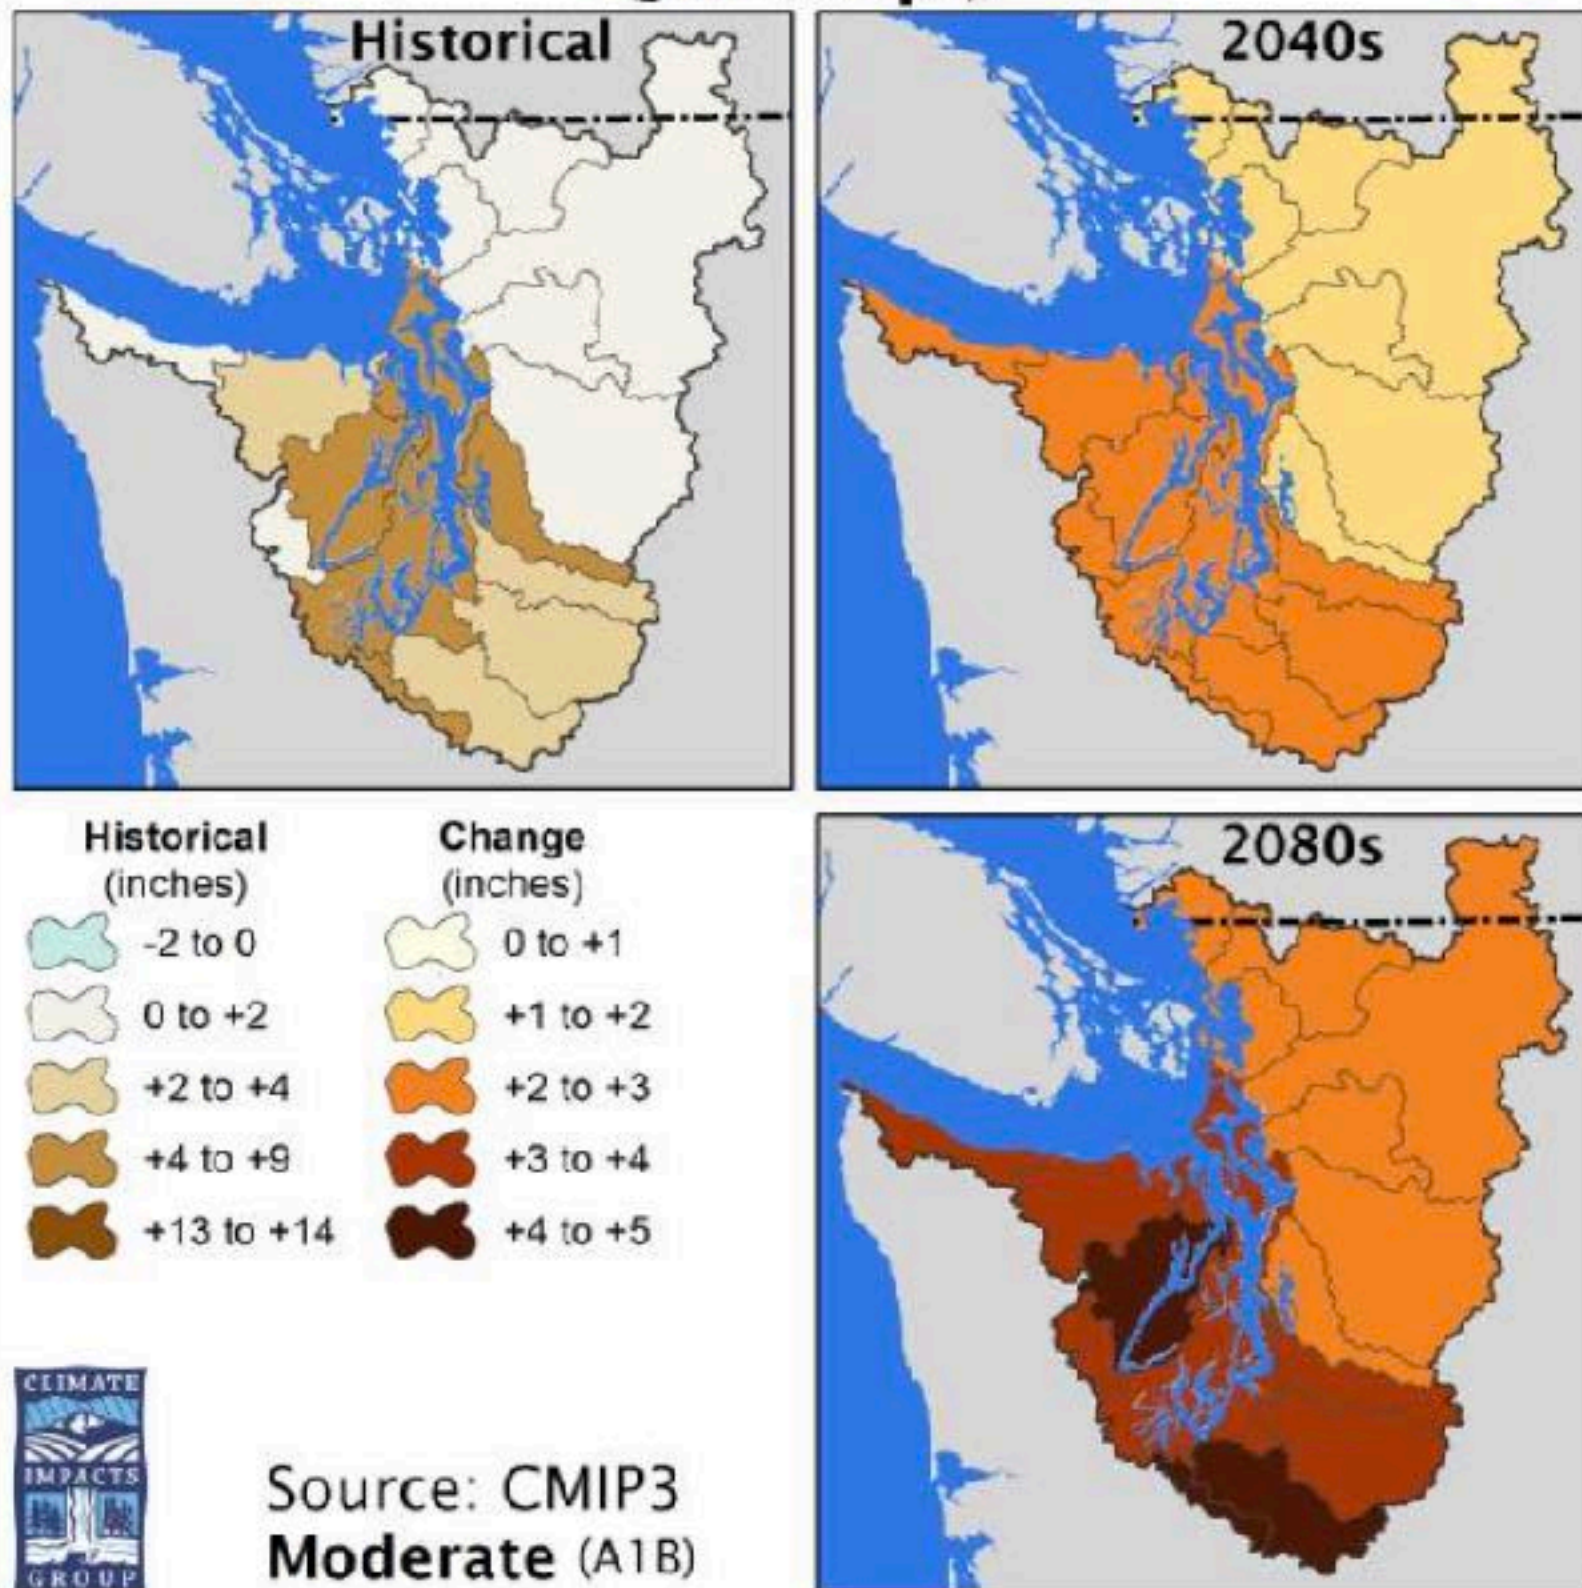 Historical
2040s
Historical
(inches)
-2 to 0
0 to +2
+2 to +4
+4 to +9
+13 to +14
Change
(inches)
0 to +1
+1 to +2
+2 to +3
+3 to +4
+4 to +5
2080s
CLIMATE
IMPACTS
GROUP
Source: CMIP3
Moderate (A1B)